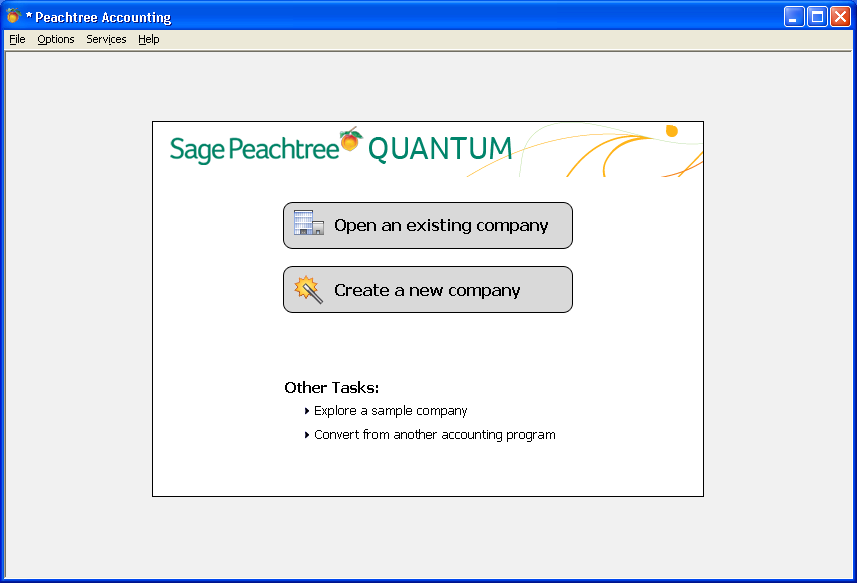 * Peachtree Accounting
File Options Services Help
Sage Peachtree QUANTUM
Open an existing company
Create a new company
Other Tasks:
Explore a sample company
Convert from another accounting program